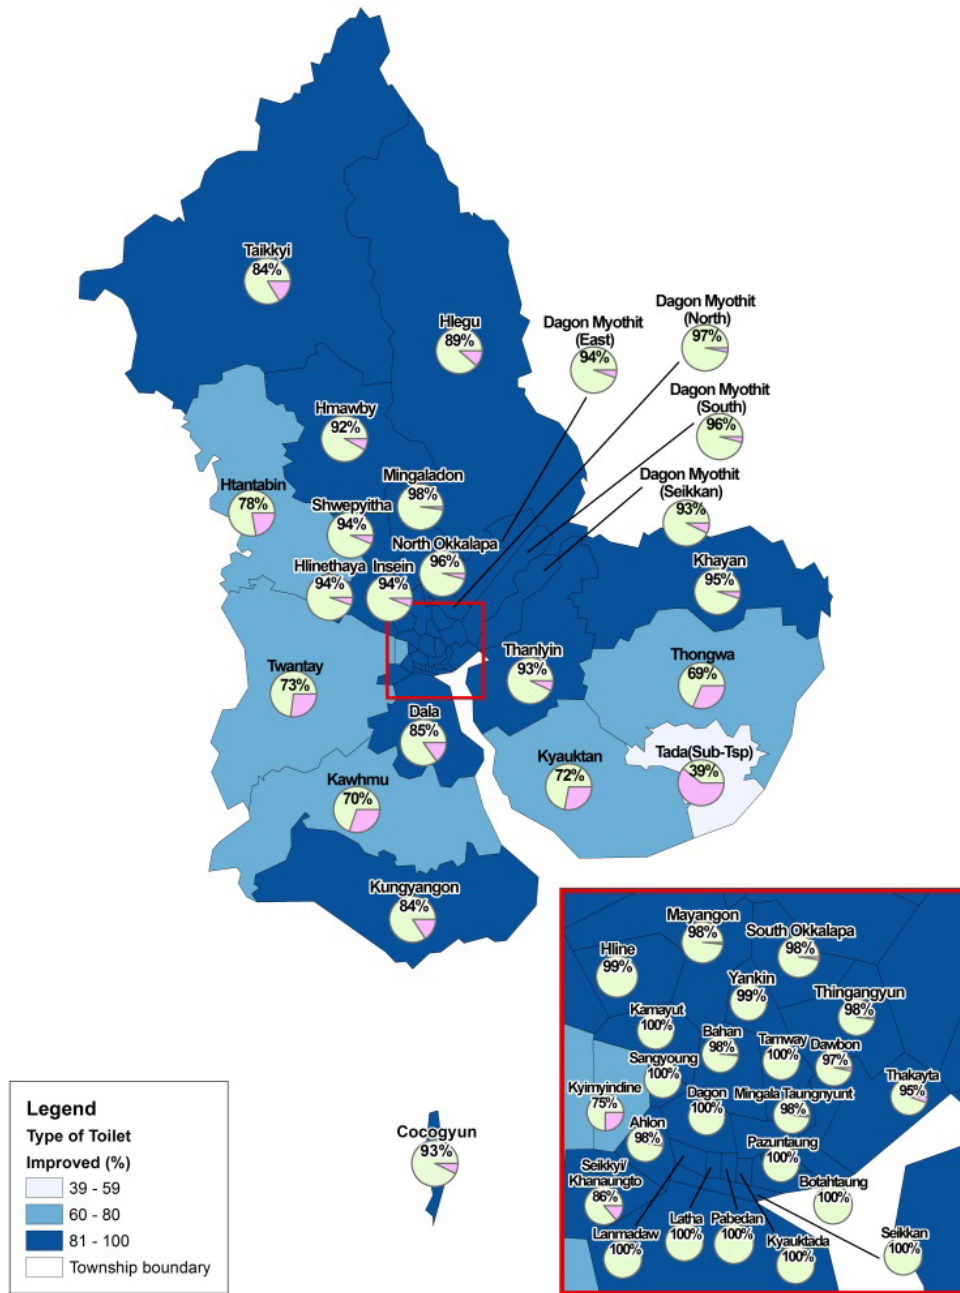 Taikkyi
84%
Hlegu
89%
Dagon Myothit
(East)
94%
Dagon Myothit
(North)
97%
Dagon Myothit
(South)
96%
Dagon Myothit
(Seikkan)
93%
Hmawby
92%
Mingaladon
98%
Htantabin
78%
Shwepyitha
94%
North Okkalapa
96%
Hlinethaya
94%
Insein
94%
Khayan
95%
Twantay
73%
Thanlyin
93%
Thongwa
69%
Dala
85%
Kyauktan
72%
Tada(Sub-Tsp)
39%
Kawhmu
70%
Kungyangon
84%
Cocogyun
93%
Mayangon
98%
South Okkalapa
98%
Hline
99%
Yankin
99%
Thingangyun
98%
Kamayut
100%
Bahan
98%
Tamway
100%
Dawbon
97%
Sangyoung
100%
Thakayta
95%
Kyimyindine
75%
Dagon
100%
Mingala Taungnyunt
98%
Ahlon
98%
Pazuntaung
100%
Seikkyi/
Khanaungto
86%
Botahtaung
100%
Lanmadaw
100%
Latha
100%
Pabedan
100%
Kyauktada
100%
Seikkan
100%
Legend
Type of Toilet
Improved (%)
39 - 59
60 - 80
81 - 100
Township boundary